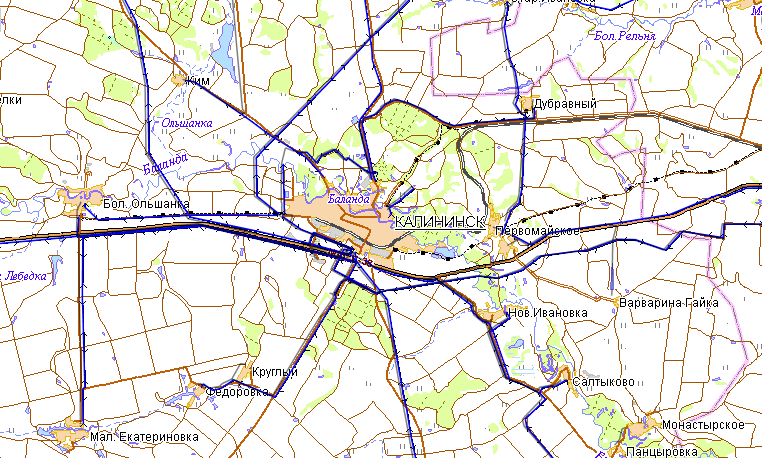 Бол.Репьня
Ким
Дубравный
Ольшанка
Баланда
Бол. Ольшанка
Баланда
КАЛИНИНСК
Первомайское
Лебедка
Варварина Гайка
Нов.Ивановка
Круглый
Салтыково
Федоровка
Монастырское
Мал. Екатериновка
Панцыровка